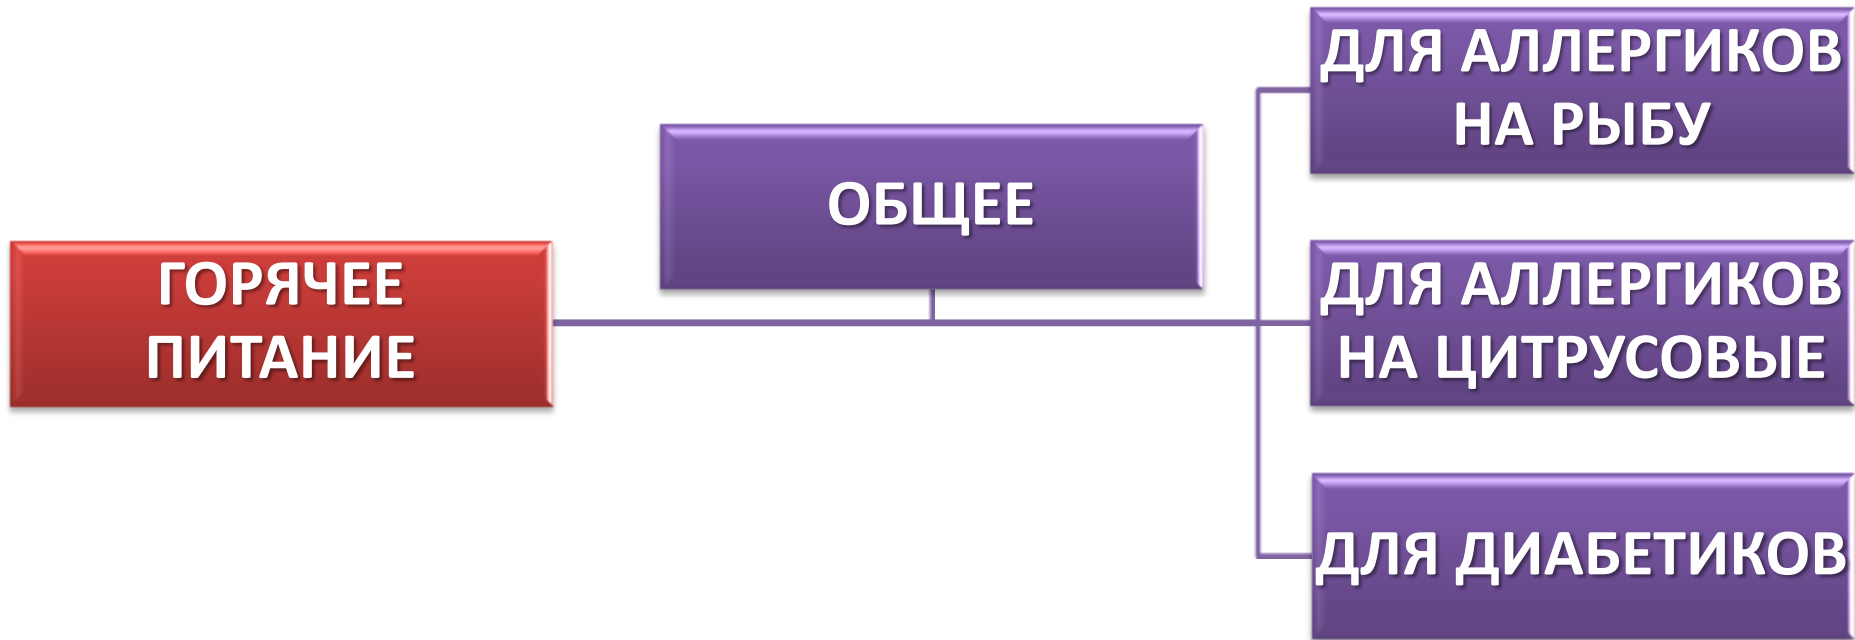 ГОРЯЧЕЕ
ПИТАНИЕ
ОБЩЕЕ
ДЛЯ АЛЛЕРГИКОВ
НА РЫБУ
ДЛЯ АЛЛЕРГИКОВ
НА ЦИТРУСОВЫЕ
ДЛЯ ДИАБЕТИКОВ